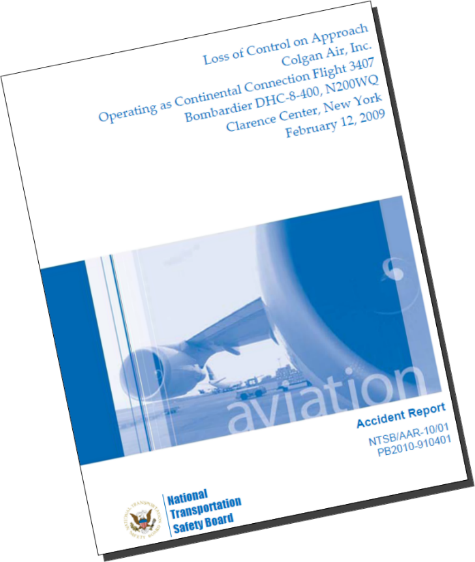 Loss of Control on Approach
Colgan Air, Inc.
Operating as Continental Connection Flight 3407
Bombardier DHC-8-400, N200WQ
Clarence Center, New York
February 12, 2009
aviation
Accident Report
NTSB/AAR-10/01
PB2010-910401
National
Transportation
Safety Board